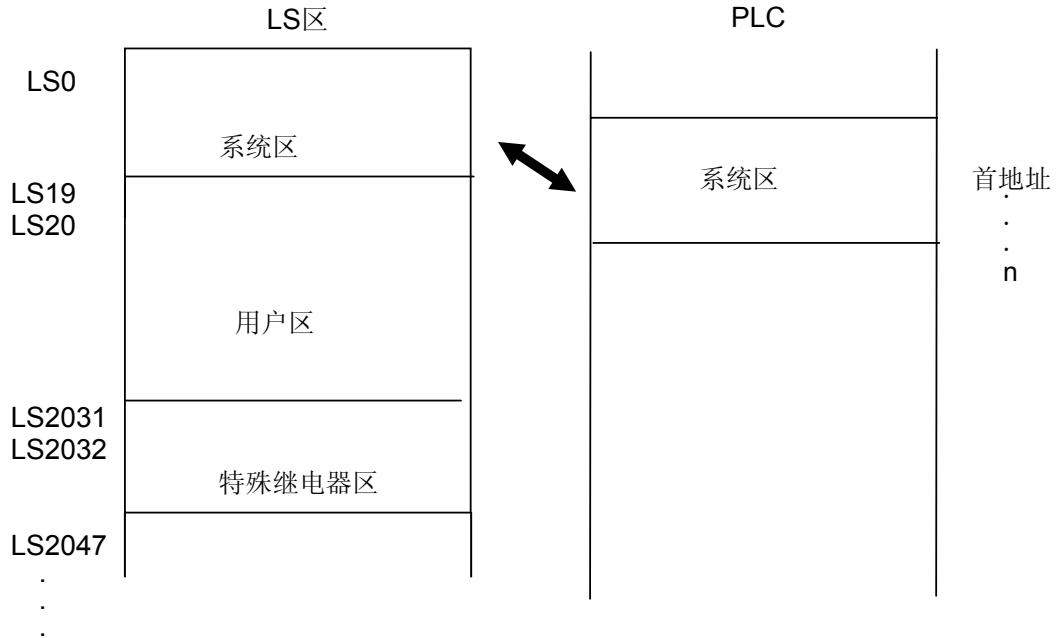 LS区
PLC
LS0
系统区
LS19
LS20
系统区
首地址
.
.
.
n
用户区
LS2031
LS2032
特殊继电器区
LS2047
.
.
.